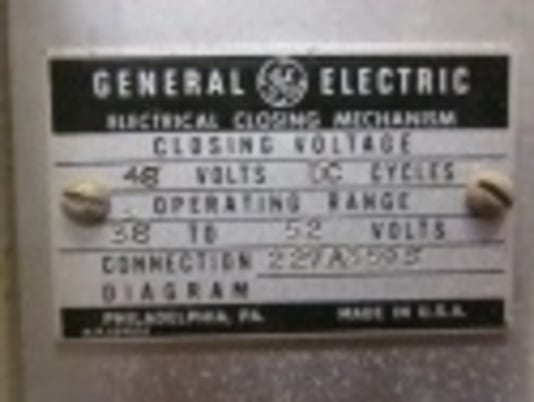 GENERAL GE ELECTRIC
ELECTRICAL CLOSING MECHANISM
CLOSING VOLTAGE
48 VOLTS DC CYCLES
OPERATING RANGE
38 TO 52 VOLTS
CONNECTION
DIAGRAM
PHILADELPHIA, PA. MADE IN U.S.A.